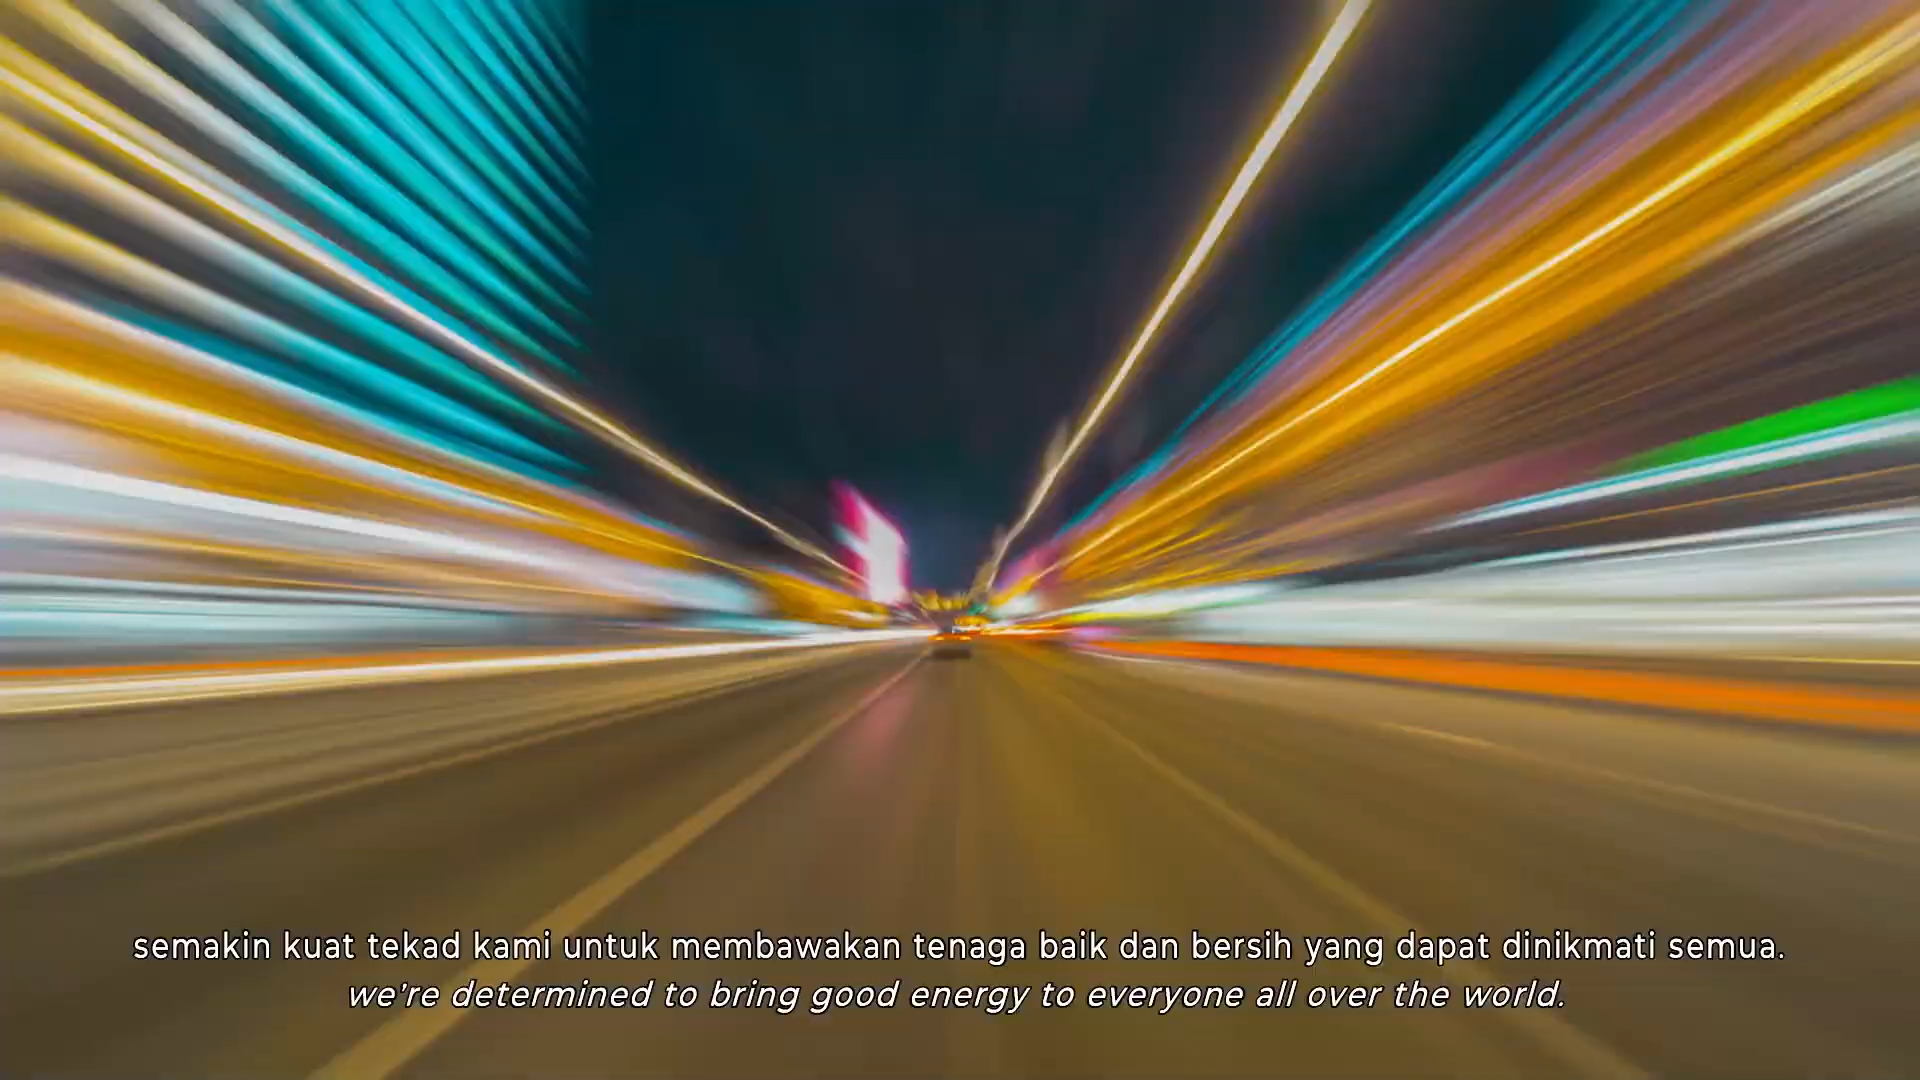 semakin kuat tekad kami untuk membawakan tenaga baik dan bersih yang dapat dinikmati semua.
we're determined to bring good energy to everyone all over the world.